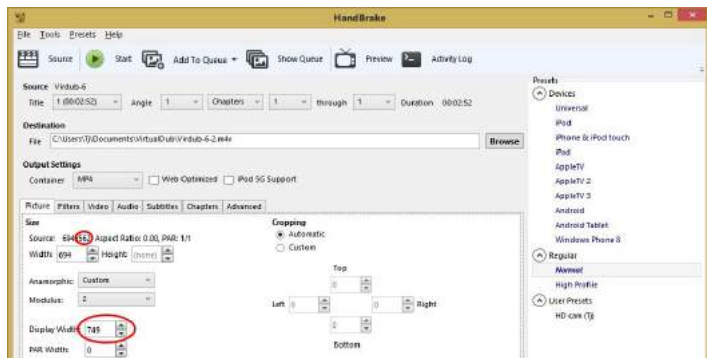 HandBrake
File Tools Presets Help
Source Start Add To Queue Show Queue Preview Activity Log
Source Virdub-6
Title 1 (00:02:52) Angle 1 Chapters 1 through 1 Duration 00:02:52
Destination
File C:\Users\Tj\Documents\VirtualDub\Virdub-6-2.m4v Browse
Output Settings
Container MP4 Web Optimized iPod 5G Support
Picture Filters Video Audio Subtitles Chapters Advanced
Size
Source: 694x562 Aspect Ratio: 0.00, PAR: 1/1
Width: 694 Height: (none)
Anamorphic: Custom
Modulus: 2
Display Width: 749
PAR Width: 0
Cropping
Automatic
Custom
Top
0
Left 0 0 Right
0
Bottom
Presets
Devices
Universal
iPod
iPhone & iPod touch
iPad
AppleTV
AppleTV 2
AppleTV 3
Android
Android Tablet
Windows Phone 8
Regular
Normal
High Profile
User Presets
HD-cam (Tj